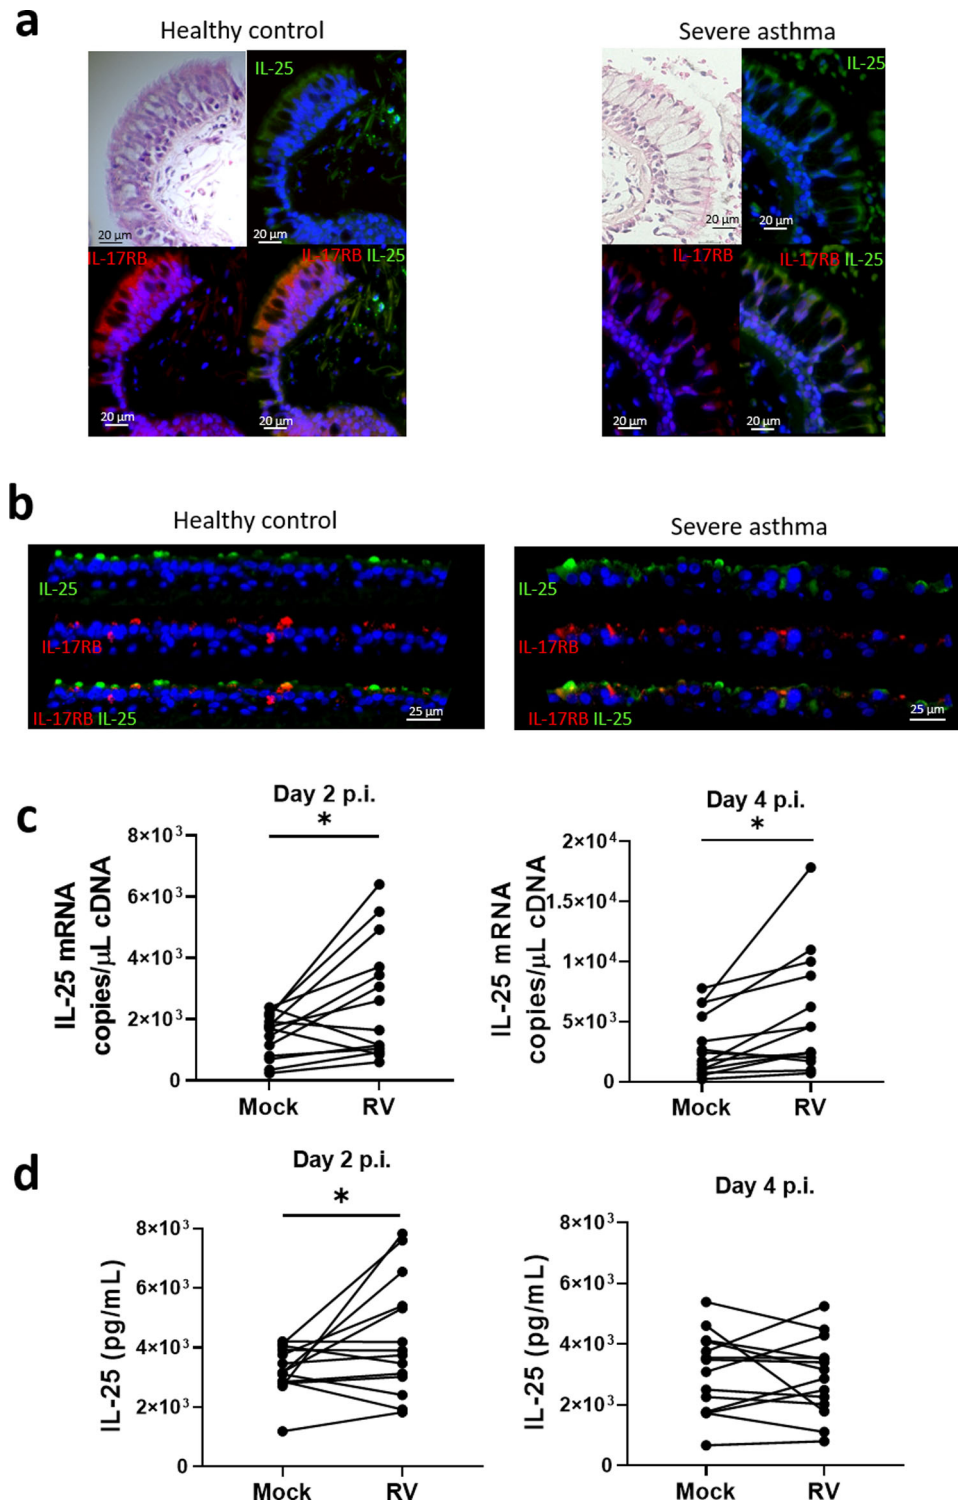 a
Healthy control
Severe asthma
IL-25
IL-25
20 µm
20 µm
20 µm
20 µm
IL-17RB
IL-17RB IL-25
IL-17RB
IL-17RB IL-25
20 µm
20 µm
20 µm
20 µm
b
Healthy control
Severe asthma
IL-25
IL-17RB
IL-17RB IL-25
25 µm
IL-25
IL-17RB
IL-17RB IL-25
25 µm
c
Day 2 p.i.
*
IL-25 mRNA
copies/µL cDNA
8×10³
6×10³
4×10³
2×10³
0
Mock RV
Day 4 p.i.
*
IL-25 mRNA
copies/µL cDNA
2×10⁴
1.5×10⁴
1×10⁴
5×10³
0
Mock RV
d
Day 2 p.i.
*
IL-25 (pg/mL)
8×10³
6×10³
4×10³
2×10³
0
Mock RV
Day 4 p.i.
IL-25 (pg/mL)
8×10³
6×10³
4×10³
2×10³
0
Mock RV